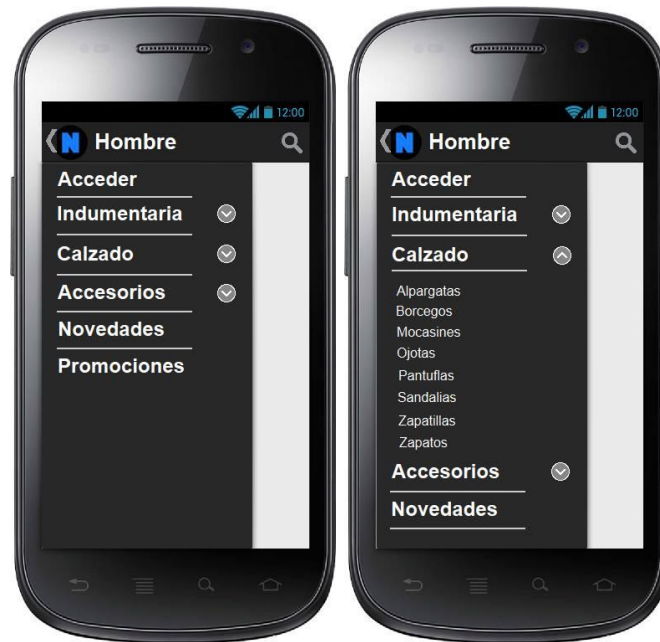 12:00
N Hombre
Acceder
Indumentaria
Calzado
Accesorios
Novedades
Promociones
12:00
N Hombre
Acceder
Indumentaria
Calzado
Alpargatas
Borcegos
Mocasines
Ojotas
Pantuflas
Sandalias
Zapatillas
Zapatos
Accesorios
Novedades